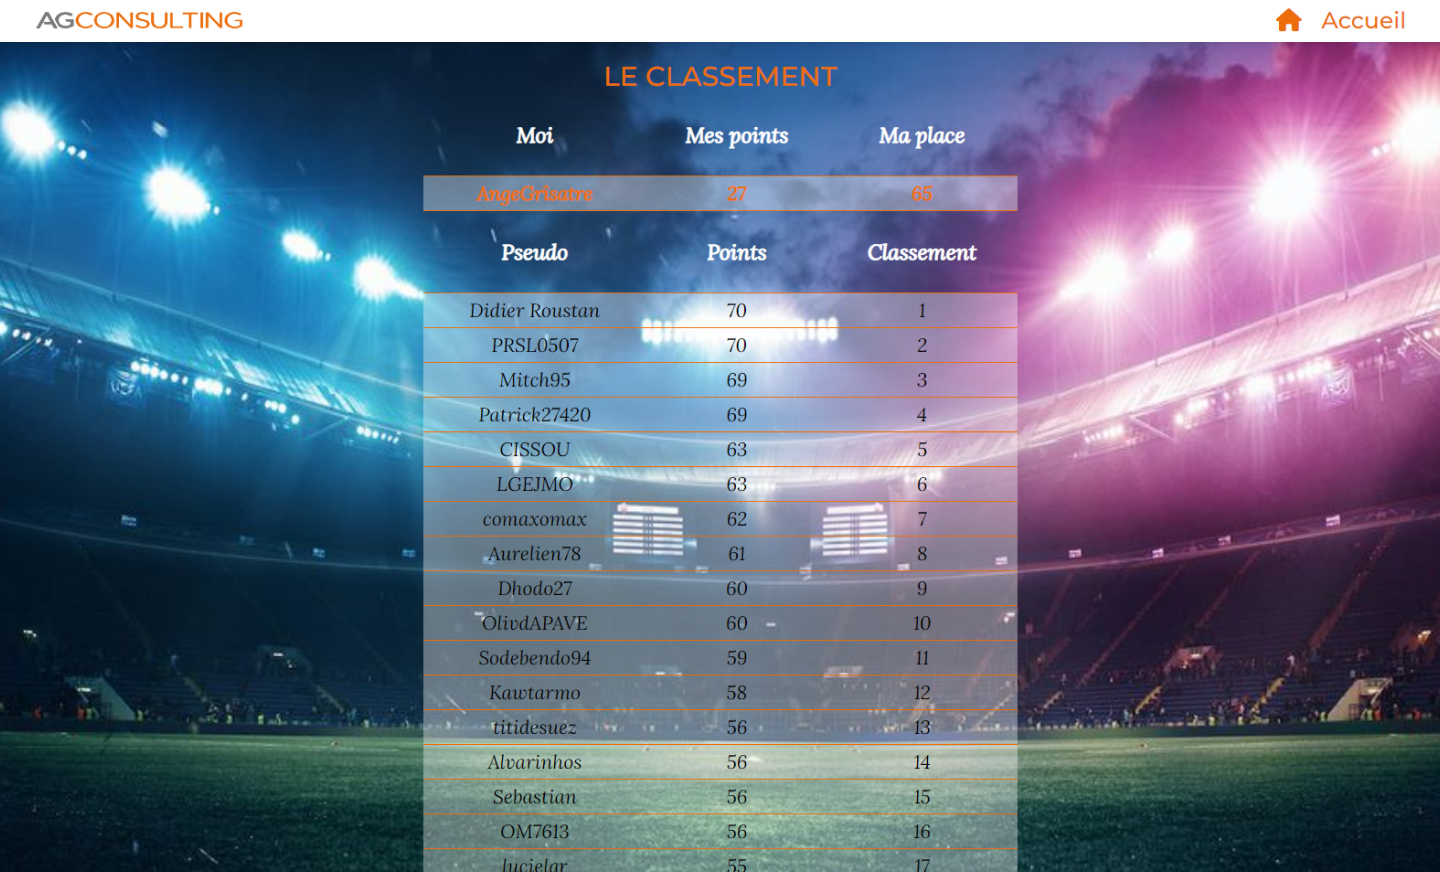 AGCONSULTING
Accueil
LE CLASSEMENT
Moi Mes points Ma place
AngeGrisatre 27 65
Pseudo Points Classement
Didier Roustan 70 1
PRSL0507 70 2
Mitch95 69 3
Patrick27420 69 4
CISSOU 63 5
LGEJMO 63 6
comaxomax 62 7
Aurelien78 61 8
Dhodo27 60 9
OlivdAPAVE 60 10
Sodebendo94 59 11
Kawtarmo 58 12
titidesuez 56 13
Alvarinhos 56 14
Sebastian 56 15
OM7613 56 16
lucielgr 55 17